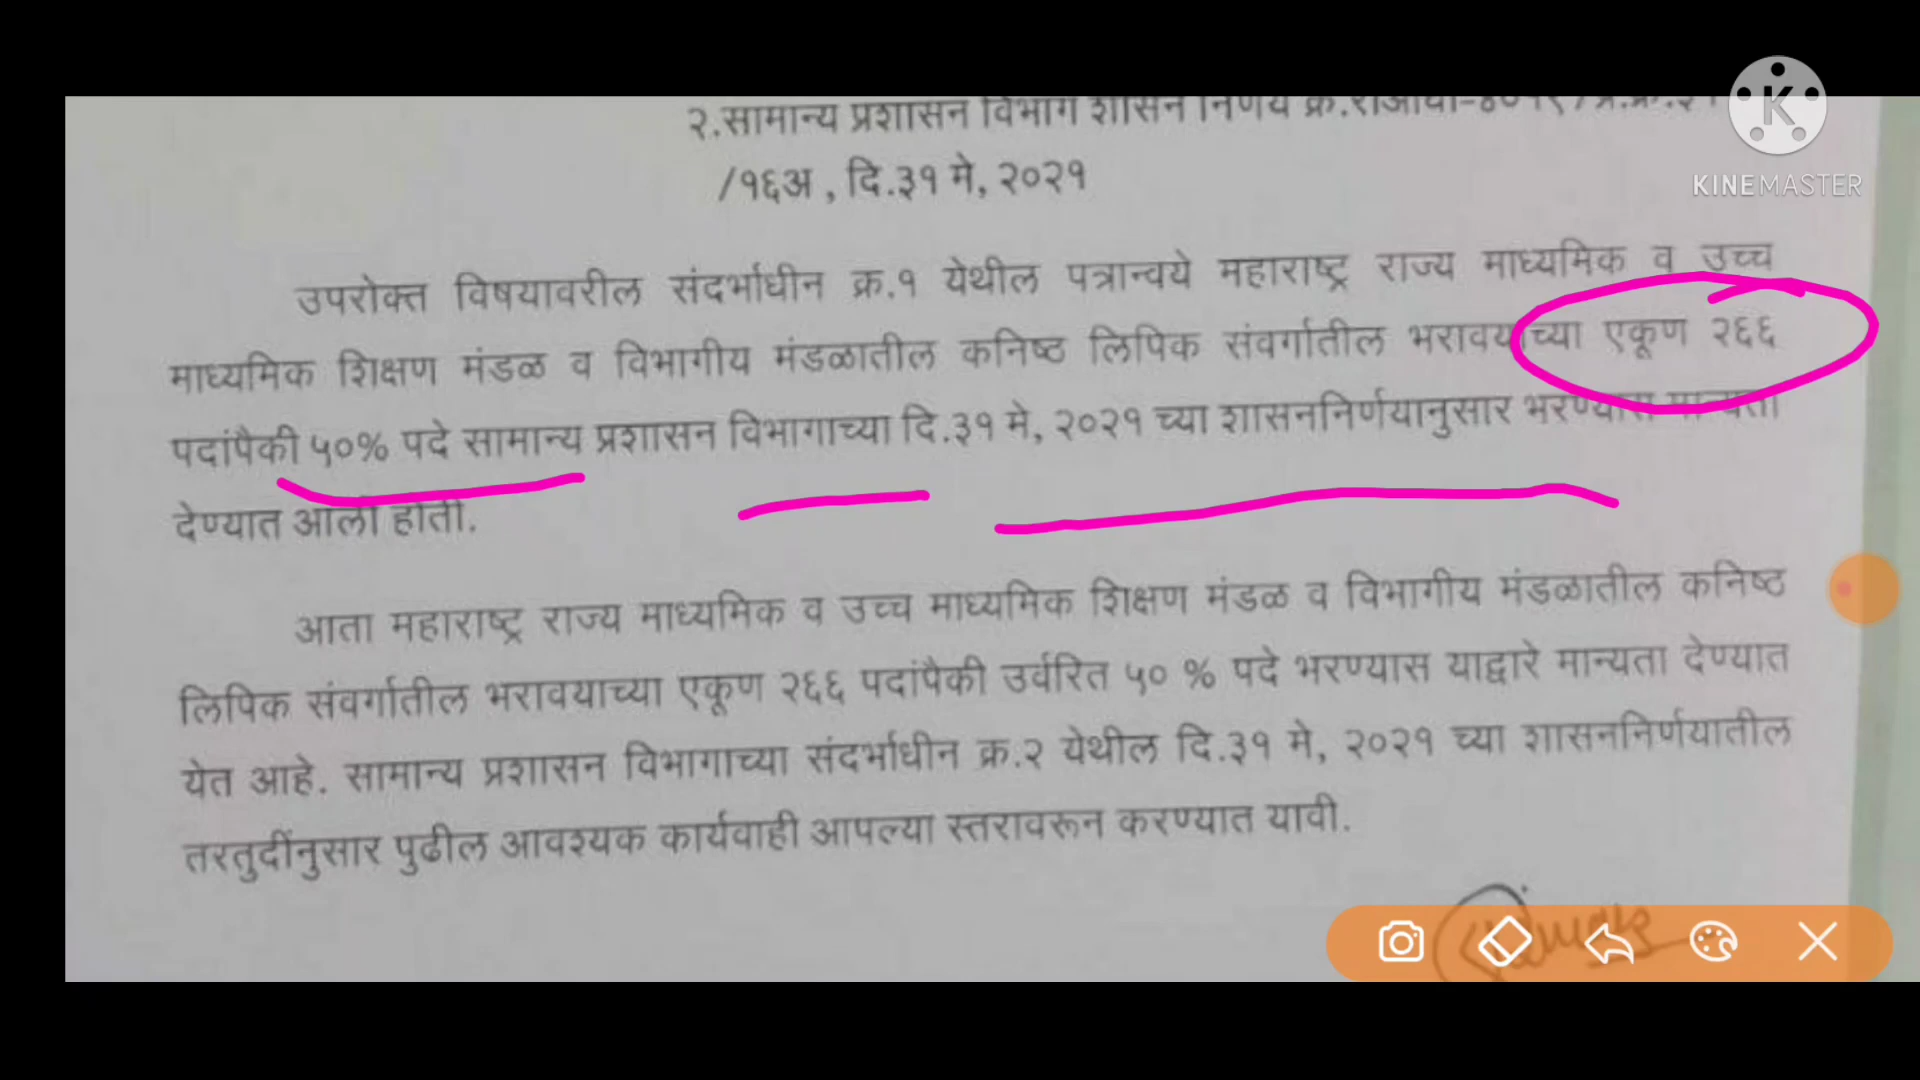 २.सामान्य प्रशासन विभाग शासन निर्णय
/१६अ , दि.३१ मे, २०२१
उपरोक्त विषयावरील संदर्भाधीन क्र.१ येथील पत्रान्वये महाराष्ट्र राज्य माध्यमिक व उच्च
माध्यमिक शिक्षण मंडळ व विभागीय मंडळातील कनिष्ठ लिपिक संवर्गातील भरावयाच्या एकूण २६६
पदांपैकी ५०% पदे सामान्य प्रशासन विभागाच्या दि.३१ मे, २०२१ च्या शासननिर्णयानुसार भरण्यास मान्यता
देण्यात आली होती.
आता महाराष्ट्र राज्य माध्यमिक व उच्च माध्यमिक शिक्षण मंडळ व विभागीय मंडळातील कनिष्ठ
लिपिक संवर्गातील भरावयाच्या एकूण २६६ पदांपैकी उर्वरित ५० % पदे भरण्यास याद्वारे मान्यता देण्यात
येत आहे. सामान्य प्रशासन विभागाच्या संदर्भाधीन क्र.२ येथील दि.३१ मे, २०२१ च्या शासननिर्णयातील
तरतुदींनुसार पुढील आवश्यक कार्यवाही आपल्या स्तरावरून करण्यात यावी.
K
KINEMASTER